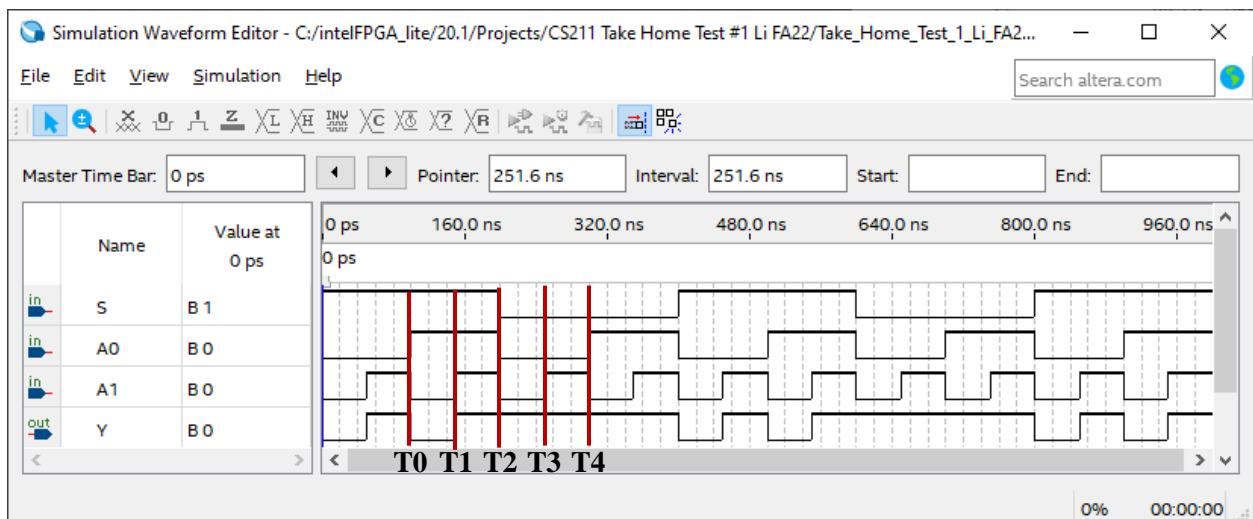 Simulation Waveform Editor - C:/intelFPGA_lite/20.1/Projects/CS211 Take Home Test #1 Li FA22/Take_Home_Test_1_Li_FA2...
File Edit View Simulation Help Search altera.com
Master Time Bar: 0 ps Pointer: 251.6 ns Interval: 251.6 ns Start: End:
Name Value at 0 ps
0 ps 160.0 ns 320.0 ns 480.0 ns 640.0 ns 800.0 ns 960.0 ns
0 ps
in S B 1
in A0 B 0
in A1 B 0
out Y B 0
T0 T1 T2 T3 T4
0% 00:00:00